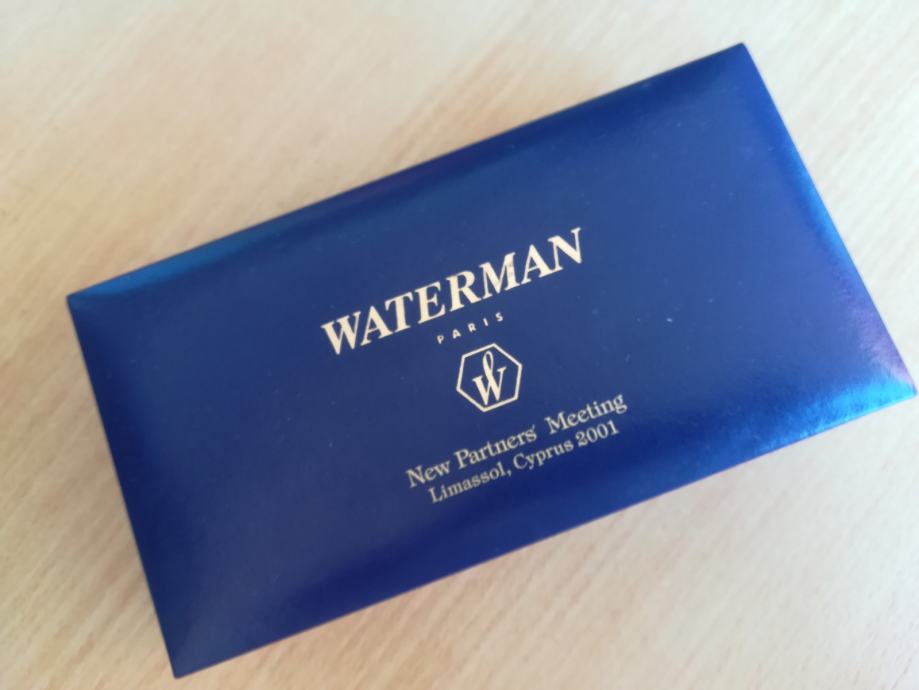 WATERMAN
PARIS
W
New Partners' Meeting
Limassol, Cyprus 2001